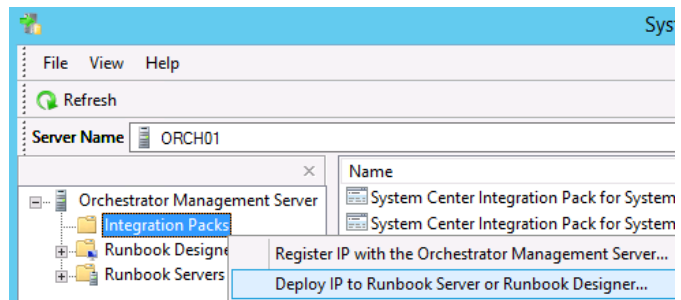 Sys
File View Help
Refresh
Server Name ORCH01
Name
Orchestrator Management Server
System Center Integration Pack for System
Integration Packs
System Center Integration Pack for System
Runbook Designe
Register IP with the Orchestrator Management Server...
Runbook Servers
Deploy IP to Runbook Server or Runbook Designer...